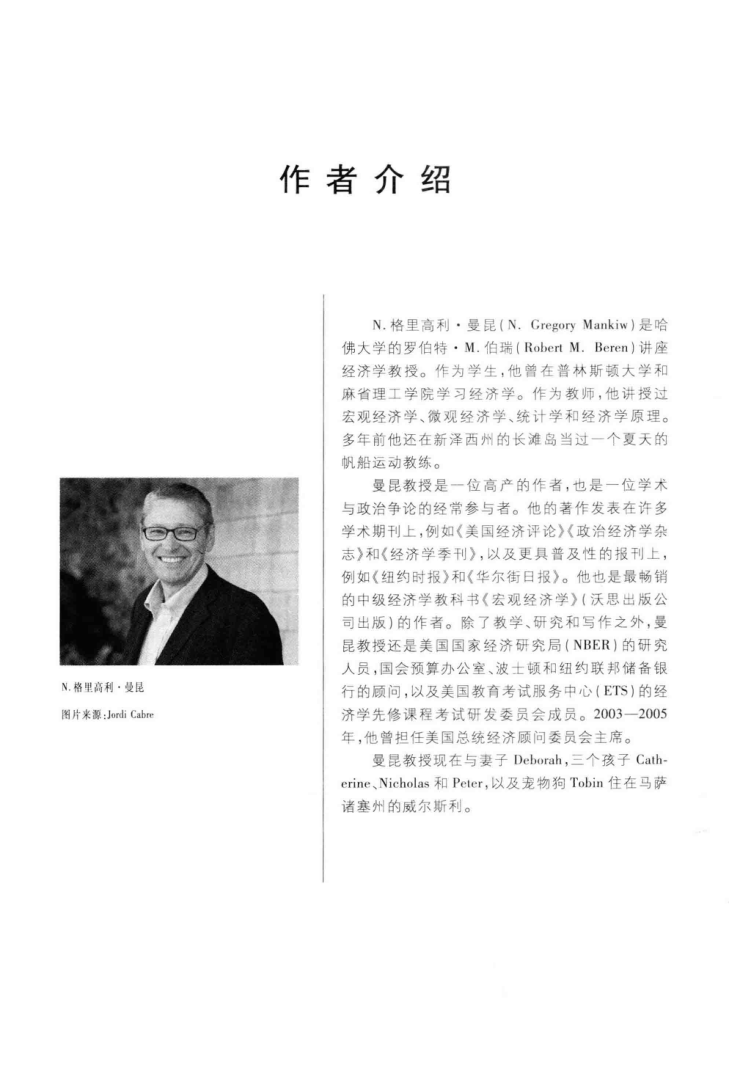 作者介绍
N. 格里高利·曼昆(N. Gregory Mankiw)是哈
佛大学的罗伯特·M. 伯瑞(Robert M. Beren)讲座
经济学教授。作为学生,他曾在普林斯顿大学和
麻省理工学院学习经济学。作为教师,他讲授过
宏观经济学、微观经济学、统计学和经济学原理。
多年前他还在新泽西州的长滩岛当过一个夏天的
帆船运动教练。
曼昆教授是一位高产的作者,也是一位学术
与政治争论的经常参与者。他的著作发表在许多
学术期刊上,例如《美国经济评论》《政治经济学杂
志》和《经济学季刊》,以及更具普及性的报刊上,
例如《纽约时报》和《华尔街日报》。他也是最畅销
的中级经济学教科书《宏观经济学》(沃思出版公
司出版)的作者。除了教学、研究和写作之外,曼
昆教授还是美国国家经济研究局(NBER)的研究
人员,国会预算办公室、波士顿和纽约联邦储备银
行的顾问,以及美国教育考试服务中心(ETS)的经
济学先修课程考试研发委员会成员。2003—2005
年,他曾担任美国总统经济顾问委员会主席。
曼昆教授现在与妻子 Deborah,三个孩子 Cath-
erine、Nicholas 和 Peter,以及宠物狗 Tobin 住在马萨
诸塞州的威尔斯利。
N. 格里高利·曼昆
图片来源:Jordi Cabre